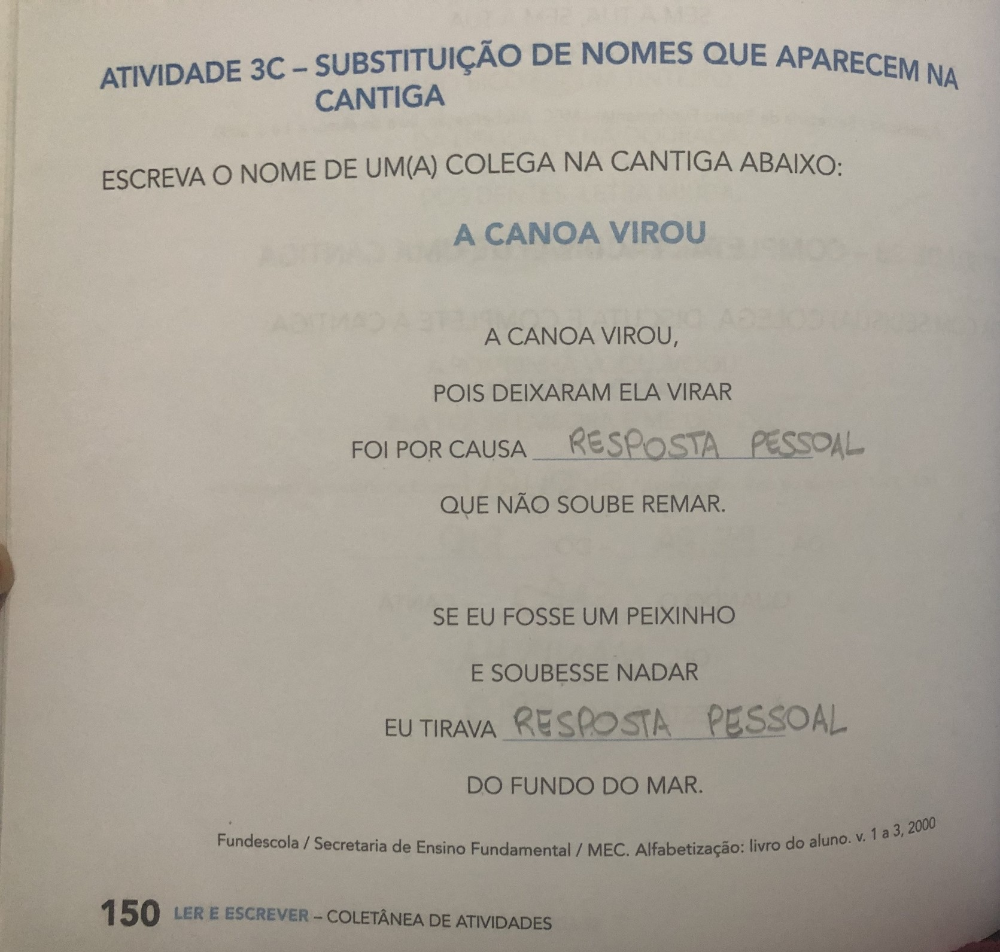 ATIVIDADE 3C – SUBSTITUIÇÃO DE NOMES QUE APARECEM NA
CANTIGA
ESCREVA O NOME DE UM(A) COLEGA NA CANTIGA ABAIXO:
A CANOA VIROU
A CANOA VIROU,
POIS DEIXARAM ELA VIRAR
FOI POR CAUSA RESPOSTA PESSOAL
QUE NÃO SOUBE REMAR.
SE EU FOSSE UM PEIXINHO
E SOUBESSE NADAR
EU TIRAVA RESPOSTA PESSOAL
DO FUNDO DO MAR.
Fundescola / Secretaria de Ensino Fundamental / MEC. Alfabetização: livro do aluno. v. 1 a 3, 2000
150 LER E ESCREVER – COLETÂNEA DE ATIVIDADES